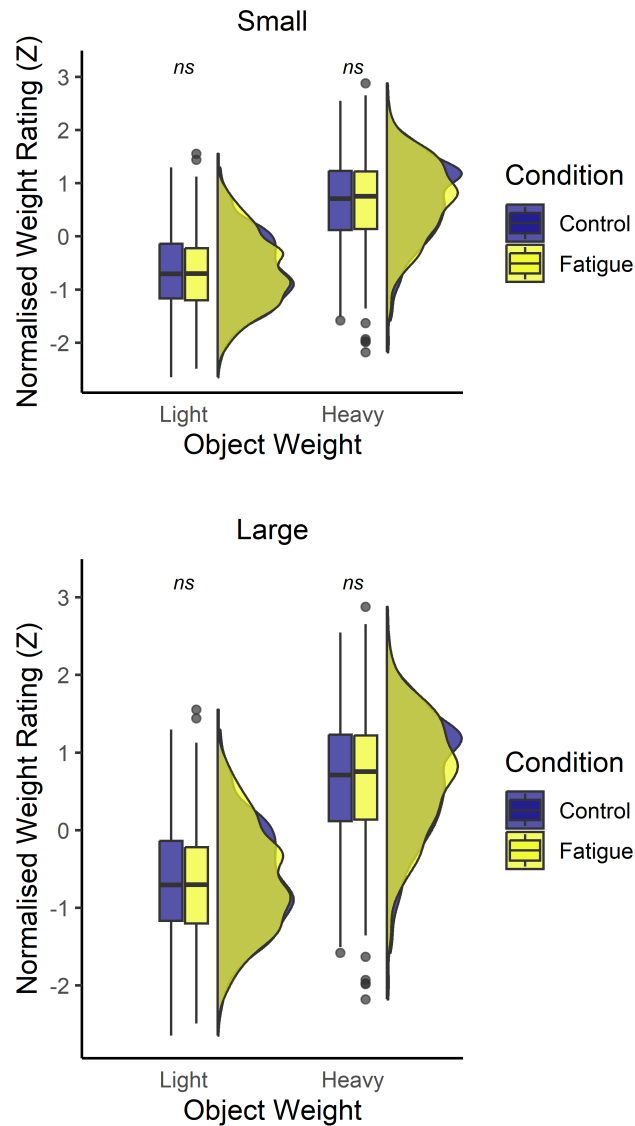 Small
Normalised Weight Rating (Z)
3
2
1
0
-1
-2
ns
ns
Light
Heavy
Object Weight
Condition
Control
Fatigue
Large
Normalised Weight Rating (Z)
3
2
1
0
-1
-2
ns
ns
Light
Heavy
Object Weight
Condition
Control
Fatigue